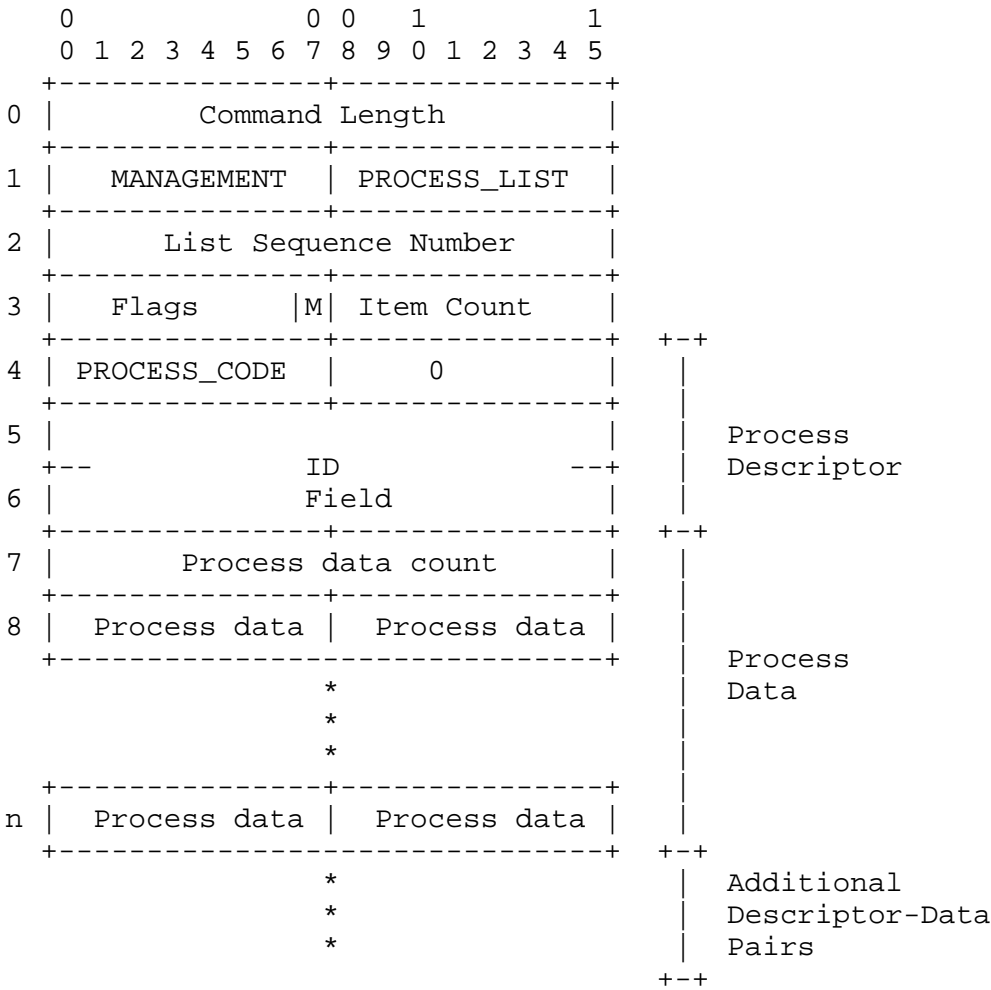 0             0 0   1         1
    0 1 2 3 4 5 6 7 8 9 0 1 2 3 4 5
   +---------------+---------------+
0  |        Command Length         |
   +---------------+---------------+
1  |   MANAGEMENT  | PROCESS_LIST  |
   +---------------+---------------+
2  |      List Sequence Number     |
   +---------------+---------------+
3  |   Flags     |M| Item Count    |
   +---------------+---------------+  +-+
4  | PROCESS_CODE  |     0         |   |
   +---------------+---------------+   |
5  |                               |   |  Process
   +--            ID             --+   |  Descriptor
6  |              Field            |   |
   +---------------+---------------+  +-+
7  |       Process data count      |   |
   +---------------+---------------+   |
8  |  Process data |  Process data |   |
   +-------------------------------+   |  Process
                   *                   |  Data
                   *                   |
                   *                   |
   +---------------+---------------+   |
n  |  Process data |  Process data |   |
   +-------------------------------+  +-+
                   *                   |  Additional
                   *                   |  Descriptor-Data
                   *                   |  Pairs
                                      +-+